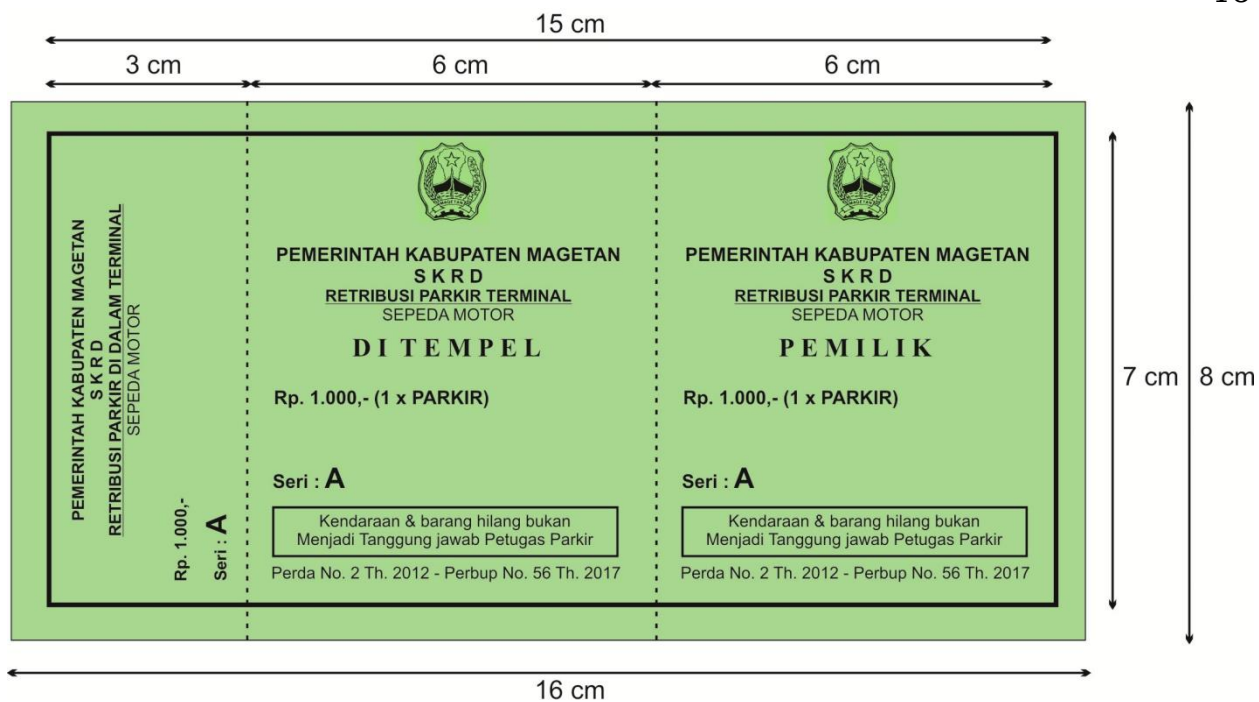 15 cm
3 cm
6 cm
6 cm
PEMERINTAH KABUPATEN MAGETAN
S K R D
RETRIBUSI PARKIR DI DALAM TERMINAL
SEPEDA MOTOR
Rp. 1.000,-
Seri : A
MAGETAN
PEMERINTAH KABUPATEN MAGETAN
S K R D
RETRIBUSI PARKIR TERMINAL
SEPEDA MOTOR
D I T E M P E L
Rp. 1.000,- (1 x PARKIR)
Seri : A
Kendaraan & barang hilang bukan
Menjadi Tanggung jawab Petugas Parkir
Perda No. 2 Th. 2012 - Perbup No. 56 Th. 2017
MAGETAN
PEMERINTAH KABUPATEN MAGETAN
S K R D
RETRIBUSI PARKIR TERMINAL
SEPEDA MOTOR
P E M I L I K
Rp. 1.000,- (1 x PARKIR)
Seri : A
Kendaraan & barang hilang bukan
Menjadi Tanggung jawab Petugas Parkir
Perda No. 2 Th. 2012 - Perbup No. 56 Th. 2017
7 cm
8 cm
16 cm